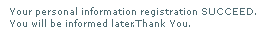 Your personal information registration SUCCEED.
You will be informed later.Thank You.